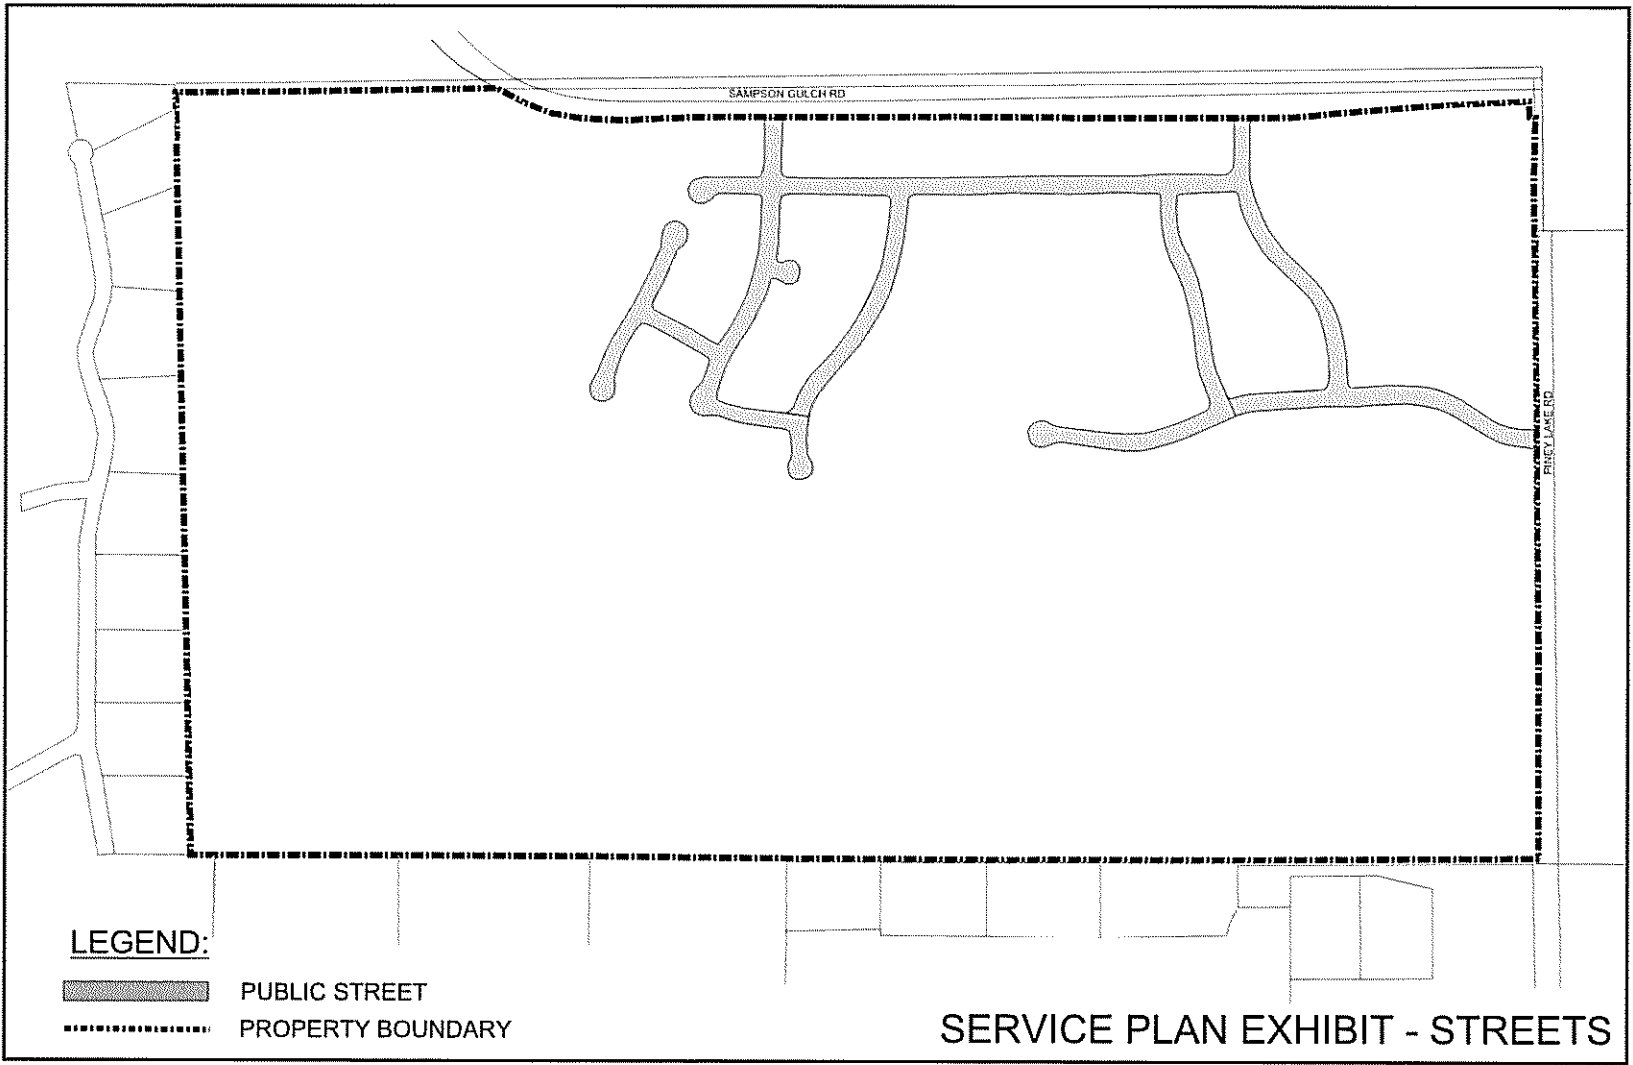 SAMPSON GULCH RD
PINEY LAKE RD
LEGEND:
PUBLIC STREET
PROPERTY BOUNDARY
SERVICE PLAN EXHIBIT - STREETS